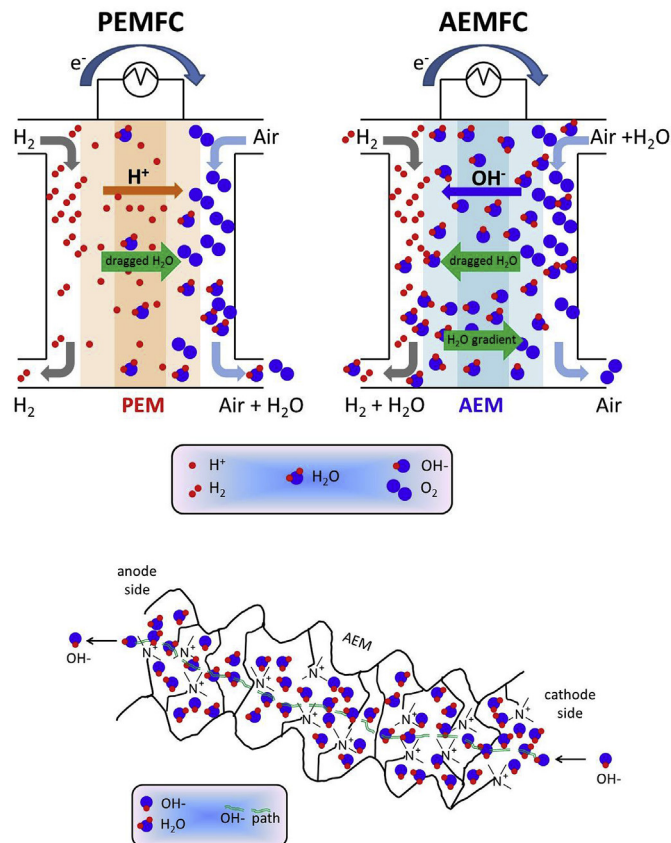 PEMFC
e-
H₂
Air
H⁺
dragged H₂O
H₂
PEM
Air + H₂O
AEMFC
e-
H₂
Air +H₂O
OH⁻
dragged H₂O
H₂O gradient
H₂ + H₂O
AEM
Air
H⁺
H₂
H₂O
OH-
O₂
anode
side
AEM
OH-
N⁺
N⁺
N⁺
N⁺
N⁺
N⁺
N⁺
N⁺
N⁺
N⁺
N⁺
N⁺
N⁺
cathode
side
OH-
OH-
H₂O
OH- path